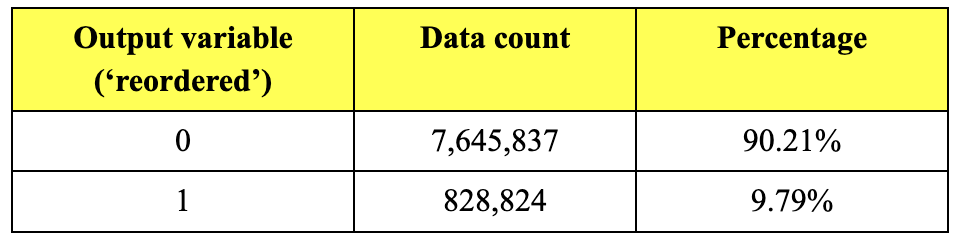 Output variable Data count Percentage
(‘reordered’)
0 7,645,837 90.21%
1 828,824 9.79%